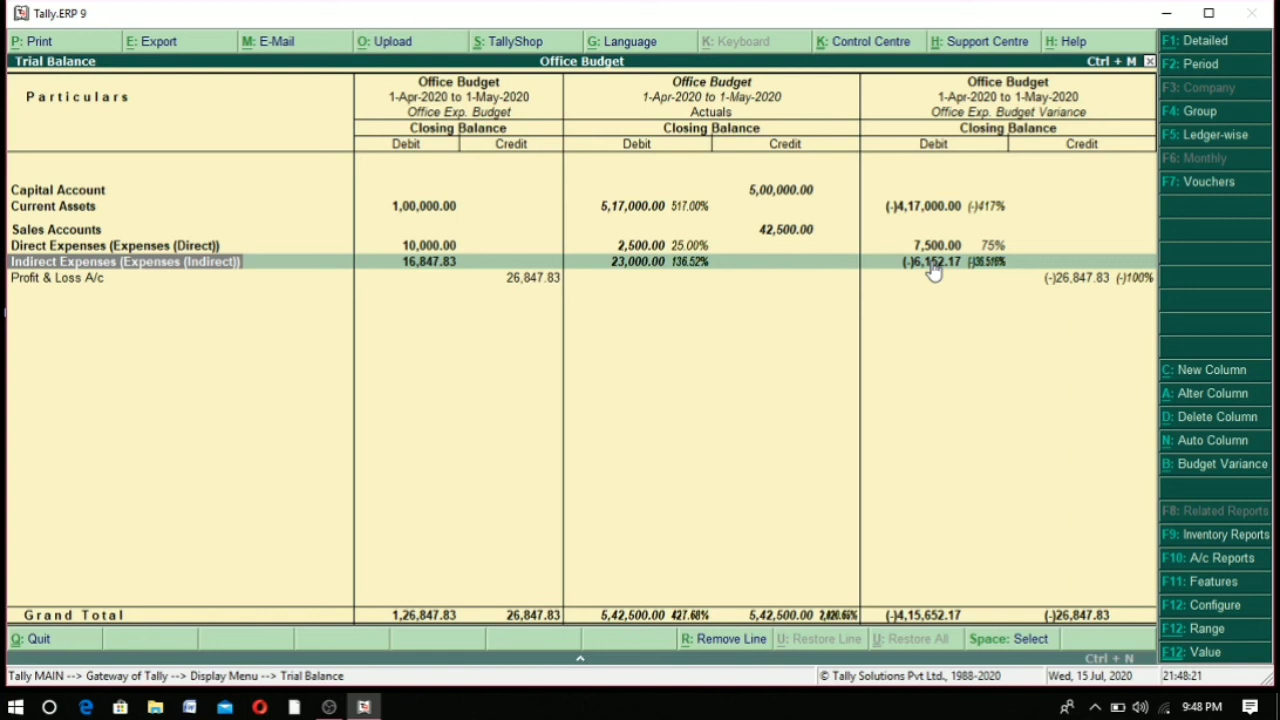 Tally.ERP 9
P: Print E: Export M: E-Mail O: Upload S: TallyShop G: Language K: Keyboard K: Control Centre H: Support Centre H: Help
Trial Balance Office Budget Ctrl + M
Particulars
Office Budget Office Budget Office Budget
1-Apr-2020 to 1-May-2020 1-Apr-2020 to 1-May-2020 1-Apr-2020 to 1-May-2020
Office Exp. Budget Actuals Office Exp. Budget Variance
Closing Balance Closing Balance Closing Balance
Debit Credit Debit Credit Debit Credit
Capital Account 5,00,000.00
Current Assets 1,00,000.00 5,17,000.00 517.00% (-)4,17,000.00 (-)417%
Sales Accounts 42,500.00
Direct Expenses (Expenses (Direct)) 10,000.00 2,500.00 25.00% 7,500.00 75%
Indirect Expenses (Expenses (Indirect)) 16,847.83 23,000.00 136.52% (-)6,152.17
Profit & Loss A/c 26,847.83 (-)26,847.83 (-)100%
Grand Total 1,26,847.83 26,847.83 5,42,500.00 427.68% 5,42,500.00 (-)4,15,652.17 (-)26,847.83
F1: Detailed
F2: Period
F3: Company
F4: Group
F5: Ledger-wise
F6: Monthly
F7: Vouchers
C: New Column
A: Alter Column
D: Delete Column
N: Auto Column
B: Budget Variance
F8: Related Reports
F9: Inventory Reports
F10: A/c Reports
F11: Features
F12: Configure
F12: Range
F12: Value
Q: Quit R: Remove Line U: Restore Line U: Restore All Space: Select
Ctrl + N
Tally MAIN --> Gateway of Tally --> Display Menu --> Trial Balance © Tally Solutions Pvt Ltd., 1988-2020 Wed, 15 Jul, 2020 21:48:21
9:48 PM